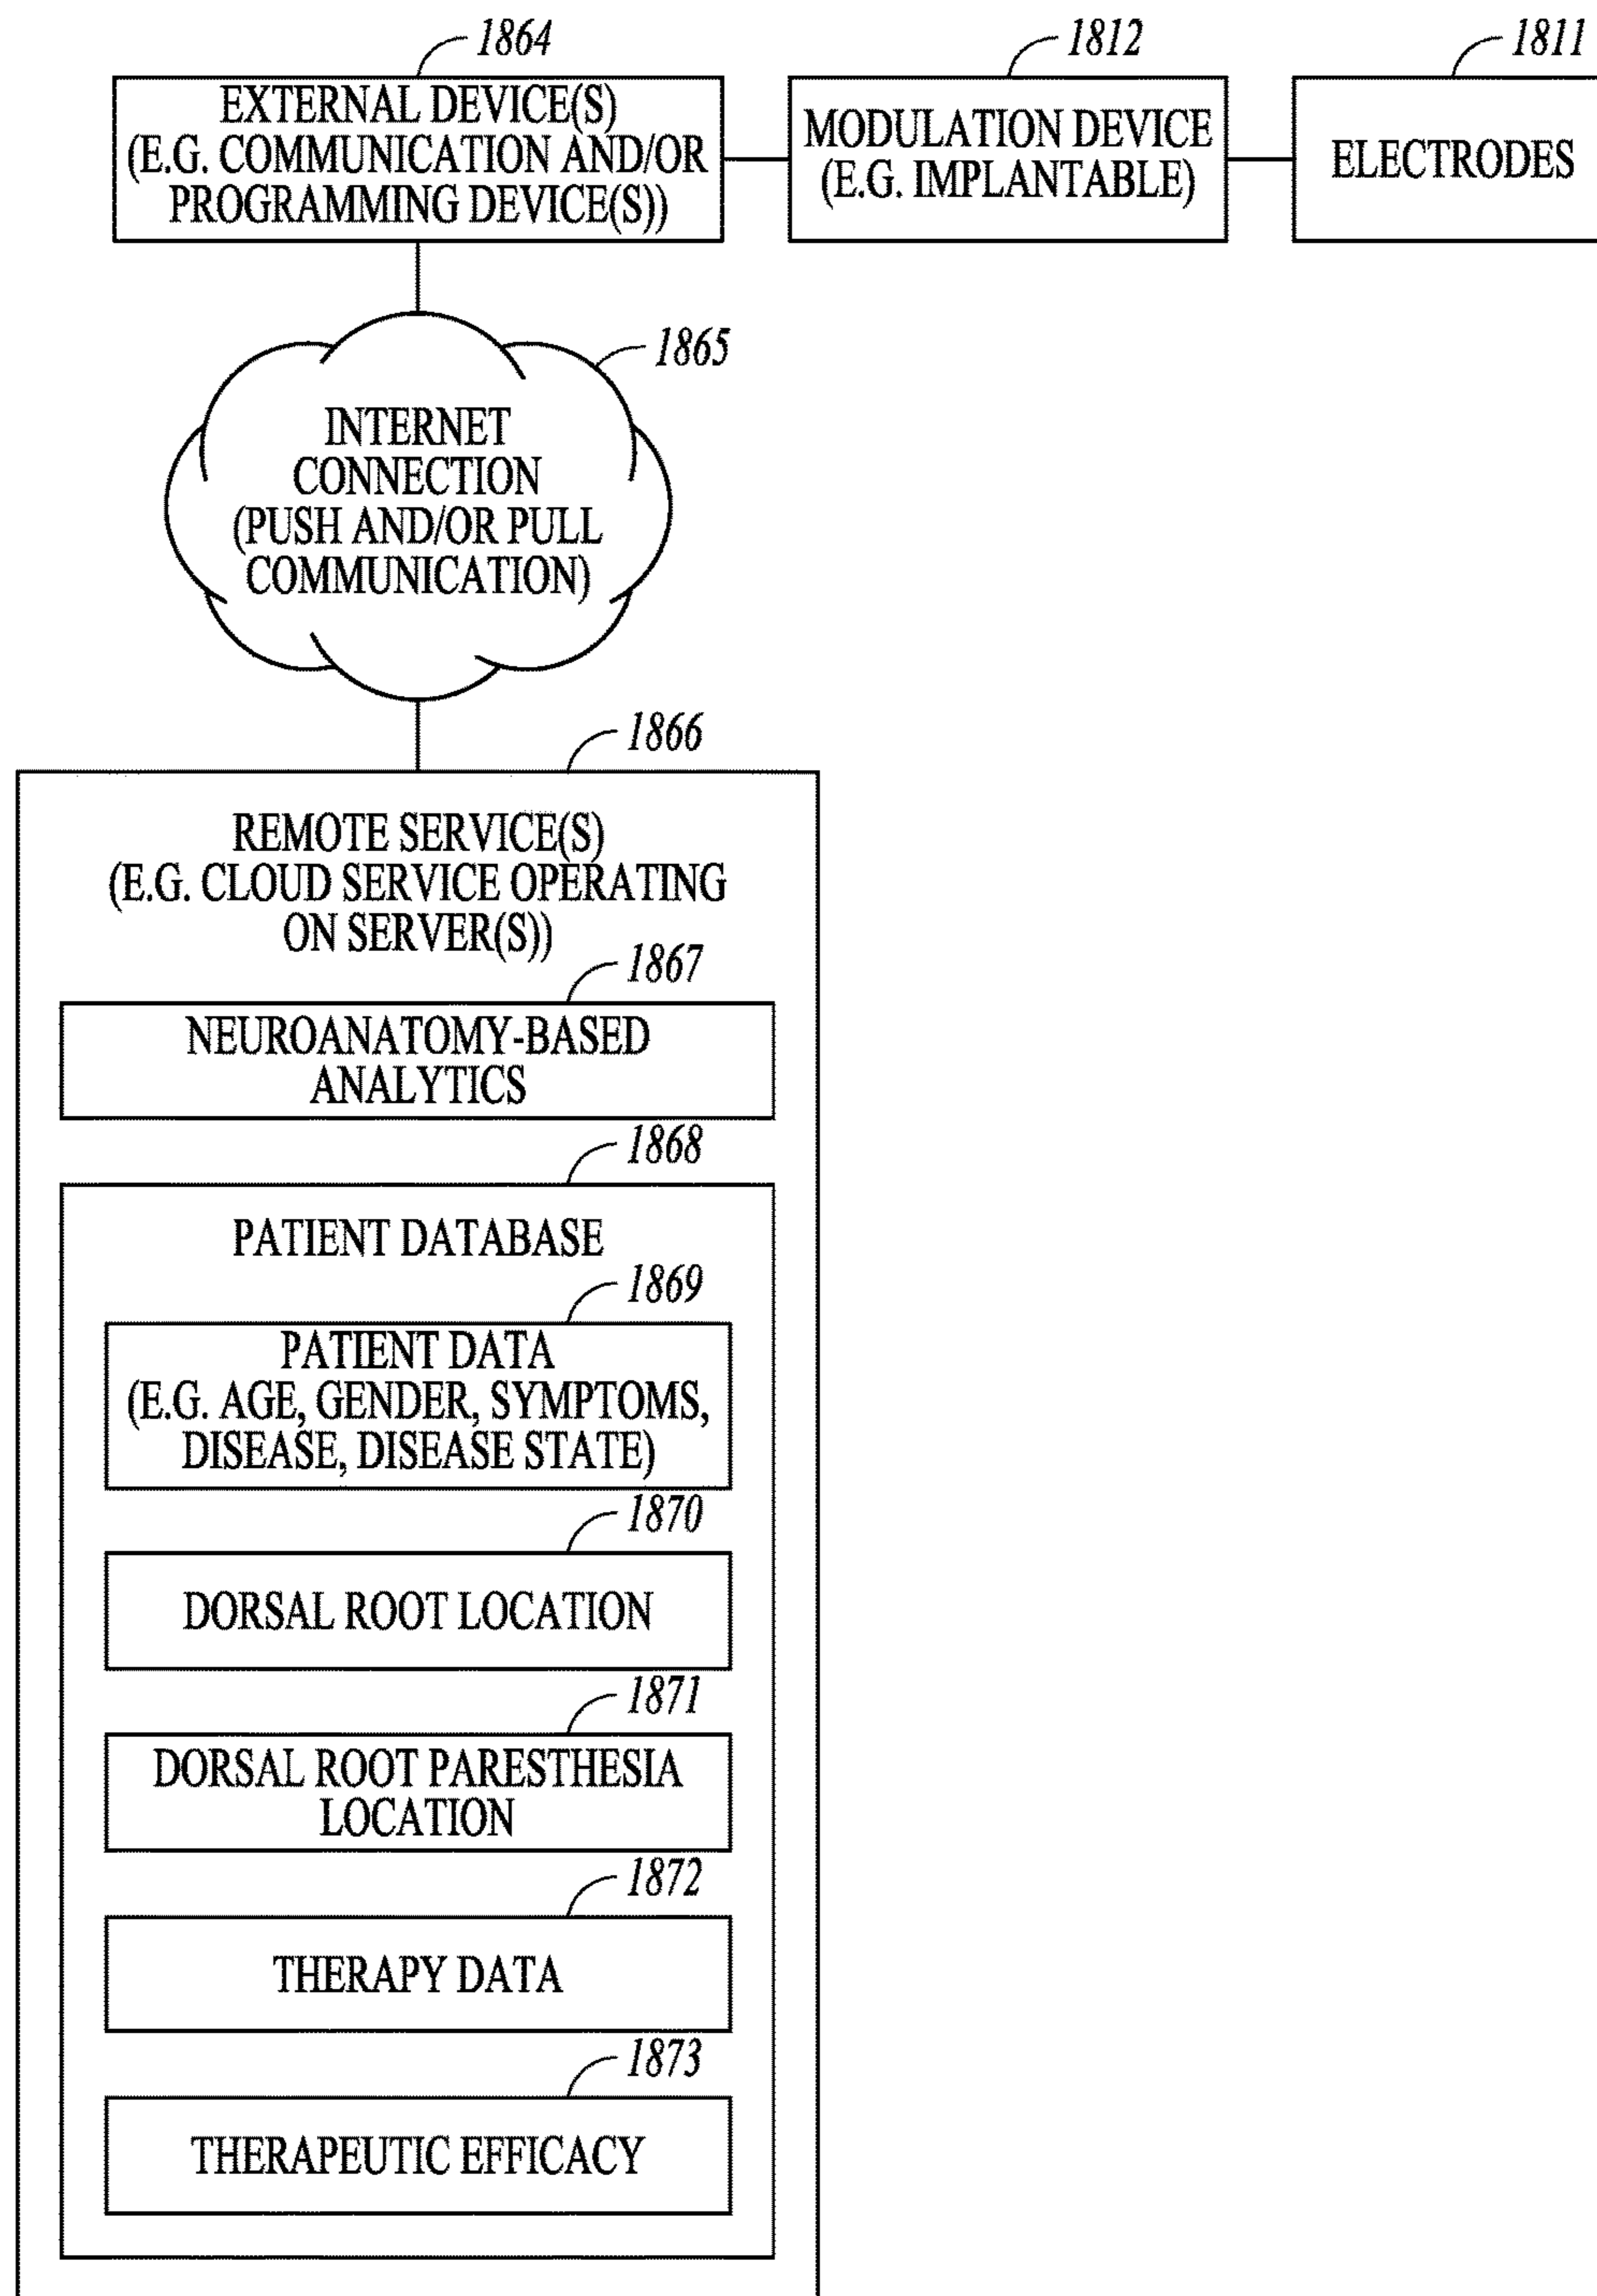 1864
EXTERNAL DEVICE(S)
(E.G. COMMUNICATION AND/OR
PROGRAMMING DEVICE(S))
1812
MODULATION DEVICE
(E.G. IMPLANTABLE)
1811
ELECTRODES
1865
INTERNET
CONNECTION
(PUSH AND/OR PULL
COMMUNICATION)
1866
REMOTE SERVICE(S)
(E.G. CLOUD SERVICE OPERATING
ON SERVER(S))
1867
NEUROANATOMY-BASED
ANALYTICS
1868
PATIENT DATABASE
1869
PATIENT DATA
(E.G. AGE, GENDER, SYMPTOMS,
DISEASE, DISEASE STATE)
1870
DORSAL ROOT LOCATION
1871
DORSAL ROOT PARESTHESIA
LOCATION
1872
THERAPY DATA
1873
THERAPEUTIC EFFICACY